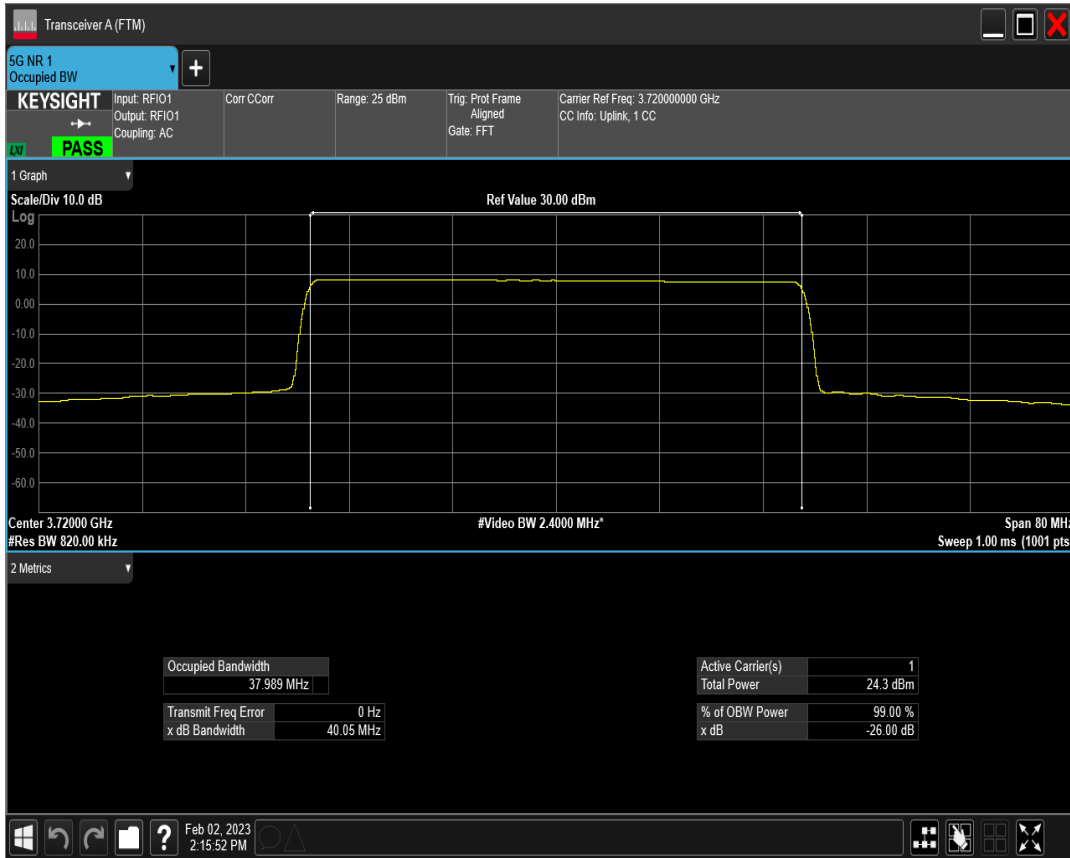 Transceiver A (FTM)
5G NR 1
Occupied BW
+
KEYSIGHT
Input: RFIO1
Output: RFIO1
Coupling: AC
Corr CCorr
Range: 25 dBm
Trig: Prot Frame
Aligned
Gate: FFT
Carrier Ref Freq: 3.720000000 GHz
CC Info: Uplink, 1 CC
LXI
PASS
1 Graph
Scale/Div 10.0 dB
Ref Value 30.00 dBm
Log
20.0
10.0
0.00
-10.0
-20.0
-30.0
-40.0
-50.0
-60.0
Center 3.72000 GHz
#Video BW 2.4000 MHz*
Span 80 MHz
#Res BW 820.00 kHz
Sweep 1.00 ms (1001 pts
2 Metrics
Occupied Bandwidth
37.989 MHz
Transmit Freq Error 0 Hz
x dB Bandwidth 40.05 MHz
Active Carrier(s) 1
Total Power 24.3 dBm
% of OBW Power 99.00 %
x dB -26.00 dB
?
Feb 02, 2023
2:15:52 PM